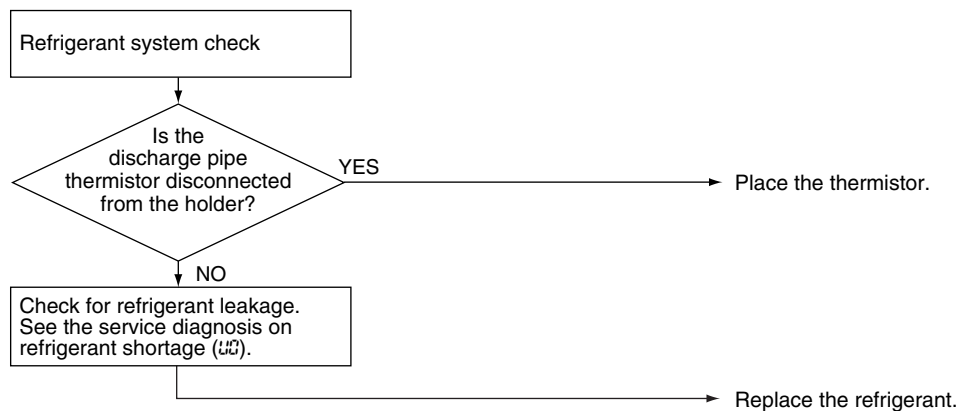 Refrigerant system check
Is the
discharge pipe
thermistor disconnected
from the holder?
YES
Place the thermistor.
NO
Check for refrigerant leakage.
See the service diagnosis on
refrigerant shortage (U0).
Replace the refrigerant.